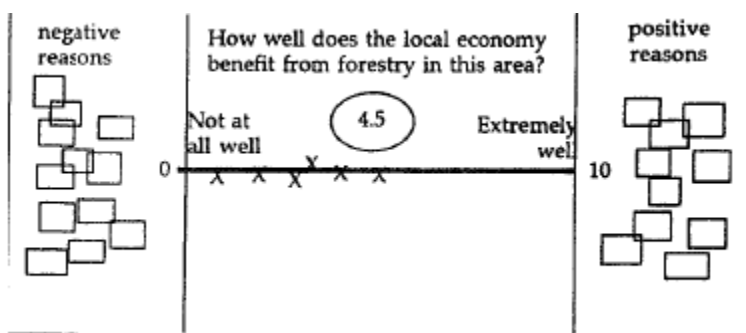 negative
reasons
How well does the local economy
benefit from forestry in this area?
positive
reasons
4.5
Not at
all well
Extremely
wel
0
X X X X X X
10